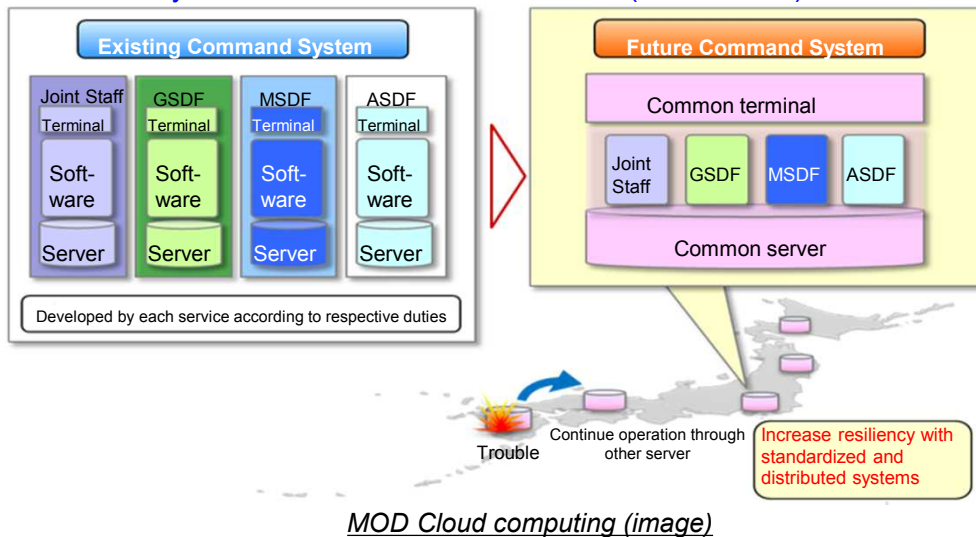 Existing Command System
Joint Staff
Terminal
Soft-
ware
Server
GSDF
Terminal
Soft-
ware
Server
MSDF
Terminal
Soft-
ware
Server
ASDF
Terminal
Soft-
ware
Server
Developed by each service according to respective duties
Future Command System
Common terminal
Joint
Staff
GSDF
MSDF
ASDF
Common server
Trouble
Continue operation through
other server
Increase resiliency with
standardized and
distributed systems
MOD Cloud computing (image)